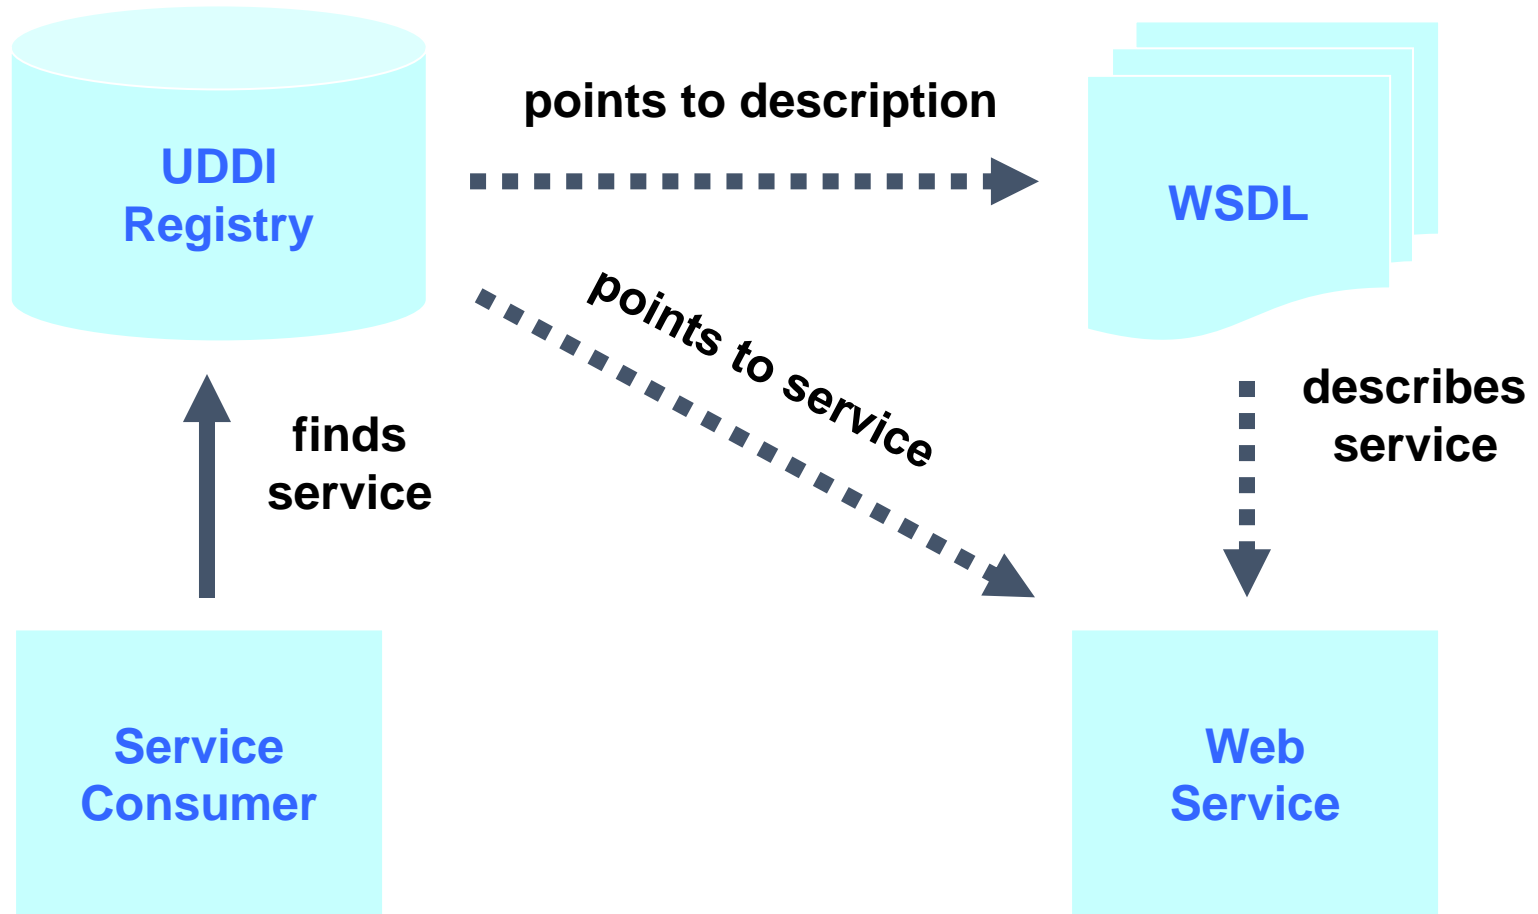 points to description
UDDI
Registry
WSDL
points to service
describes
service
finds
service
Service
Consumer
Web
Service